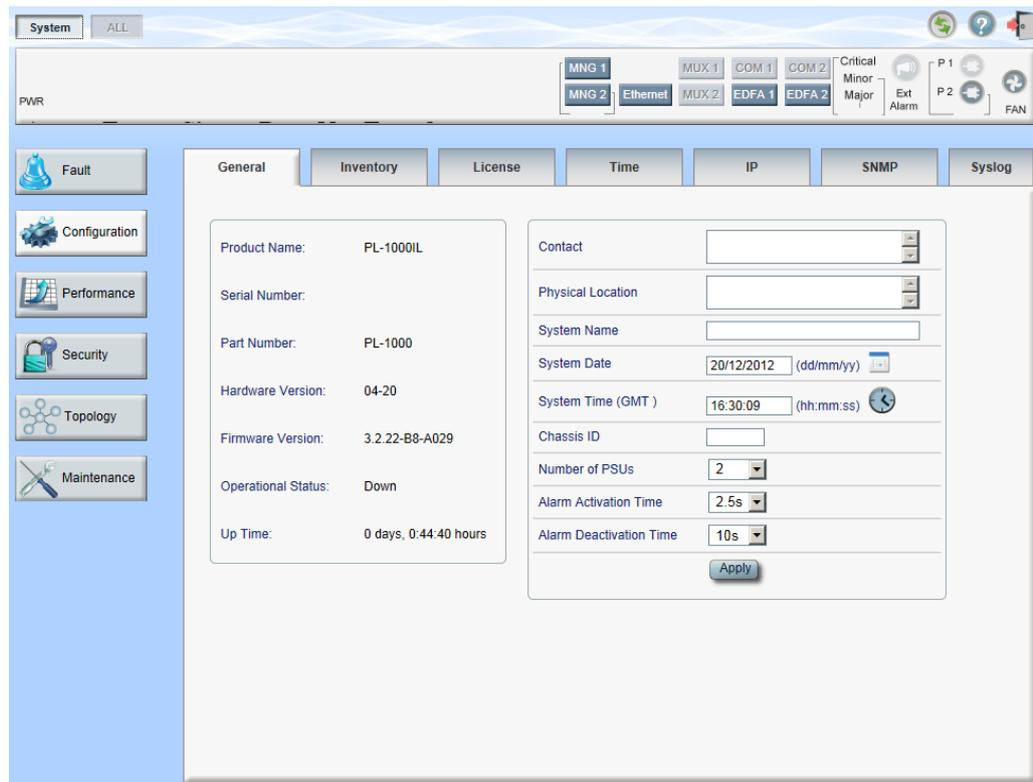 System ALL
MNG 1 MUX 1 COM 1 COM 2 Critical P 1
Minor
MNG 2 Ethernet MUX 2 EDFA 1 EDFA 2 Major Ext P 2
Alarm
PWR
FAN
General Inventory License Time IP SNMP Syslog
Fault
Configuration
Performance
Security
Topology
Maintenance
Product Name: PL-1000IL
Serial Number:
Part Number: PL-1000
Hardware Version: 04-20
Firmware Version: 3.2.22-B8-A029
Operational Status: Down
Up Time: 0 days, 0:44:40 hours
Contact
Physical Location
System Name
System Date 20/12/2012 (dd/mm/yy)
System Time (GMT ) 16:30:09 (hh:mm:ss)
Chassis ID
Number of PSUs 2
Alarm Activation Time 2.5s
Alarm Deactivation Time 10s
Apply